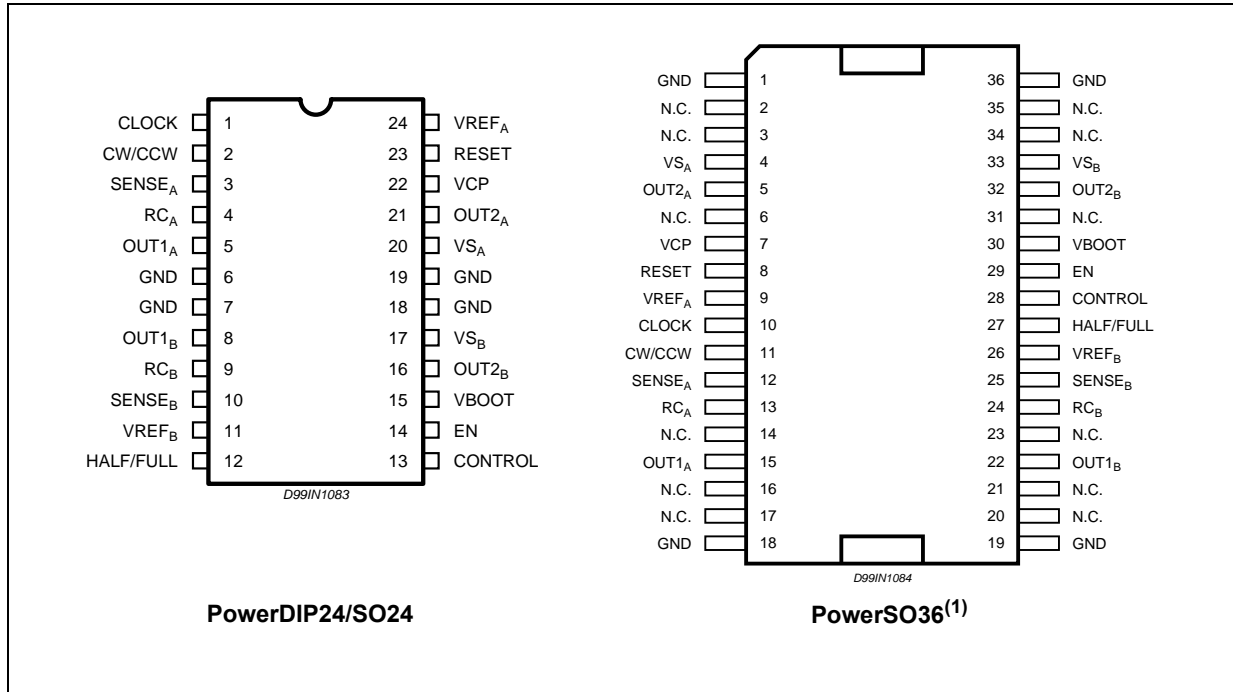 CLOCK 1 24 VREFA
CW/CCW 2 23 RESET
SENSEA 3 22 VCP
RCA 4 21 OUT2A
OUT1A 5 20 VSA
GND 6 19 GND
GND 7 18 GND
OUT1B 8 17 VSB
RCB 9 16 OUT2B
SENSEB 10 15 VBOOT
VREFB 11 14 EN
HALF/FULL 12 13 CONTROL
D99IN1083
PowerDIP24/SO24
GND 1 36 GND
N.C. 2 35 N.C.
N.C. 3 34 N.C.
VSA 4 33 VSB
OUT2A 5 32 OUT2B
N.C. 6 31 N.C.
VCP 7 30 VBOOT
RESET 8 29 EN
VREFA 9 28 CONTROL
CLOCK 10 27 HALF/FULL
CW/CCW 11 26 VREFB
SENSEA 12 25 SENSEB
RCA 13 24 RCB
N.C. 14 23 N.C.
OUT1A 15 22 OUT1B
N.C. 16 21 N.C.
N.C. 17 20 N.C.
GND 18 19 GND
D99IN1084
PowerSO36(1)